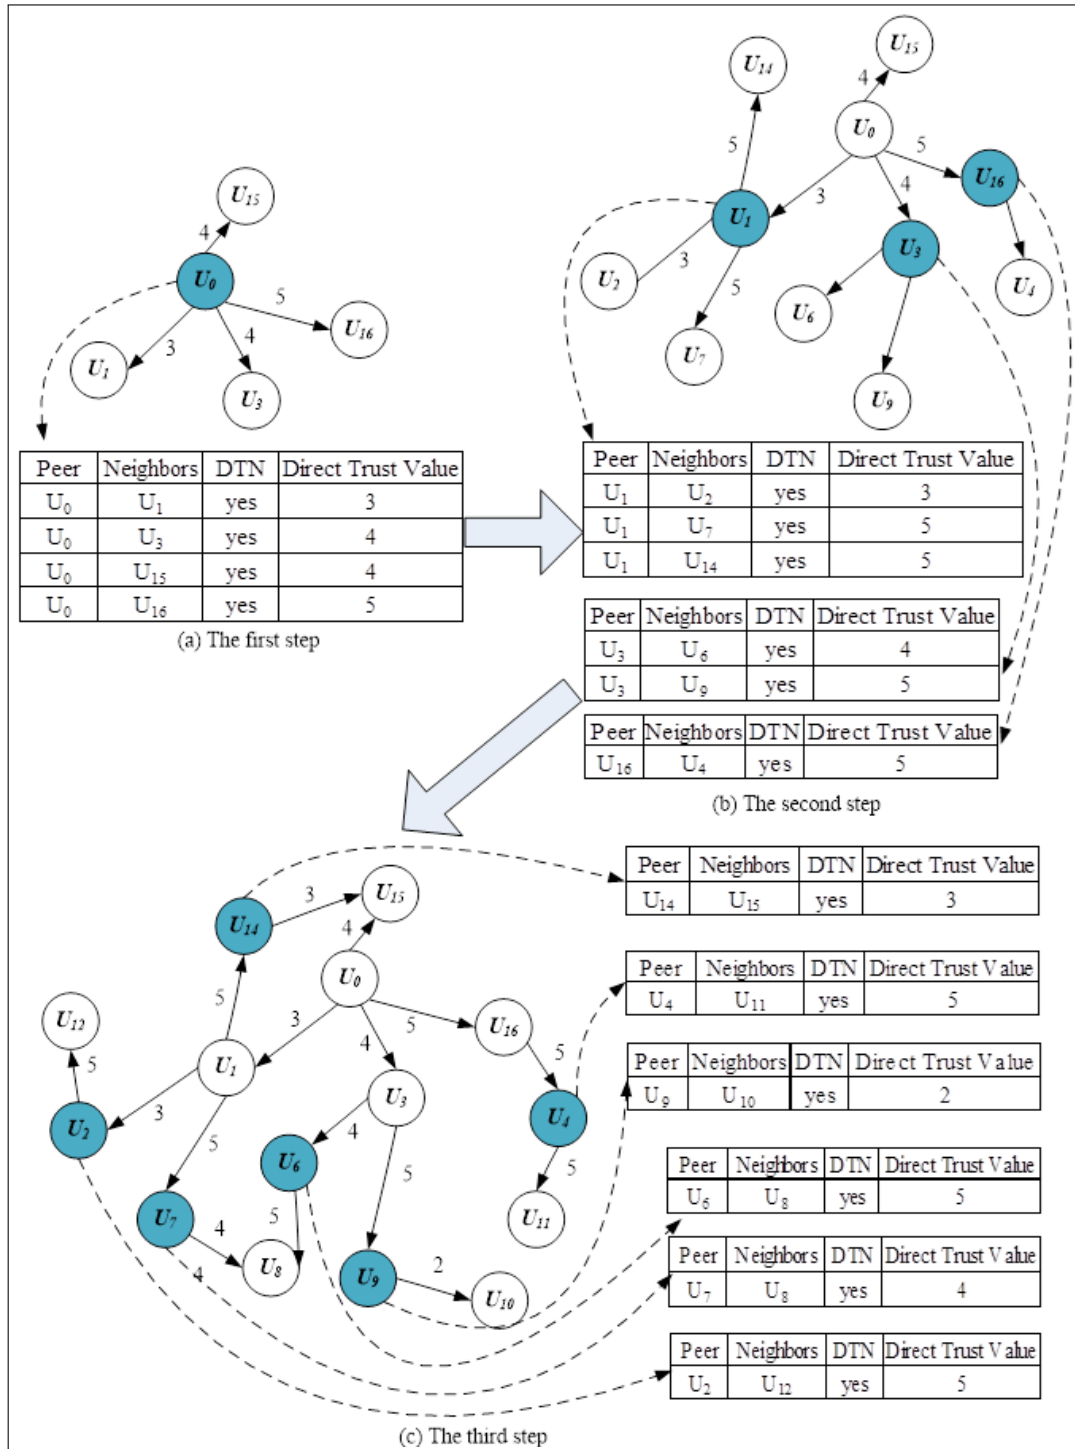 U15
4
U0
5
U16
3
4
U1
U3
Peer Neighbors DTN Direct Trust Value
U0 U1 yes 3
U0 U3 yes 4
U0 U15 yes 4
U0 U16 yes 5
(a) The first step
U15
U14
4
U0
5
5
U16
4
3
U1
U3
3
U2
5
U4
U6
U7
U9
Peer Neighbors DTN Direct Trust Value
U1 U2 yes 3
U1 U7 yes 5
U1 U14 yes 5
Peer Neighbors DTN Direct Trust Value
U3 U6 yes 4
U3 U9 yes 5
Peer Neighbors DTN Direct Trust Value
U16 U4 yes 5
(b) The second step
U15
3
U14
4
U0
5
3
5
U16
U12
4
5
5
U1
U3
3
4
U4
U2
5
U6
5
5
U7
5
U11
4
U8
4
U9
2
U10
Peer Neighbors DTN Direct Trust Value
U14 U15 yes 3
Peer Neighbors DTN Direct Trust Value
U4 U11 yes 5
Peer Neighbors DTN Direct Trust Value
U9 U10 yes 2
Peer Neighbors DTN Direct Trust Value
U6 U8 yes 5
Peer Neighbors DTN Direct Trust Value
U7 U8 yes 4
Peer Neighbors DTN Direct Trust Value
U2 U12 yes 5
(c) The third step